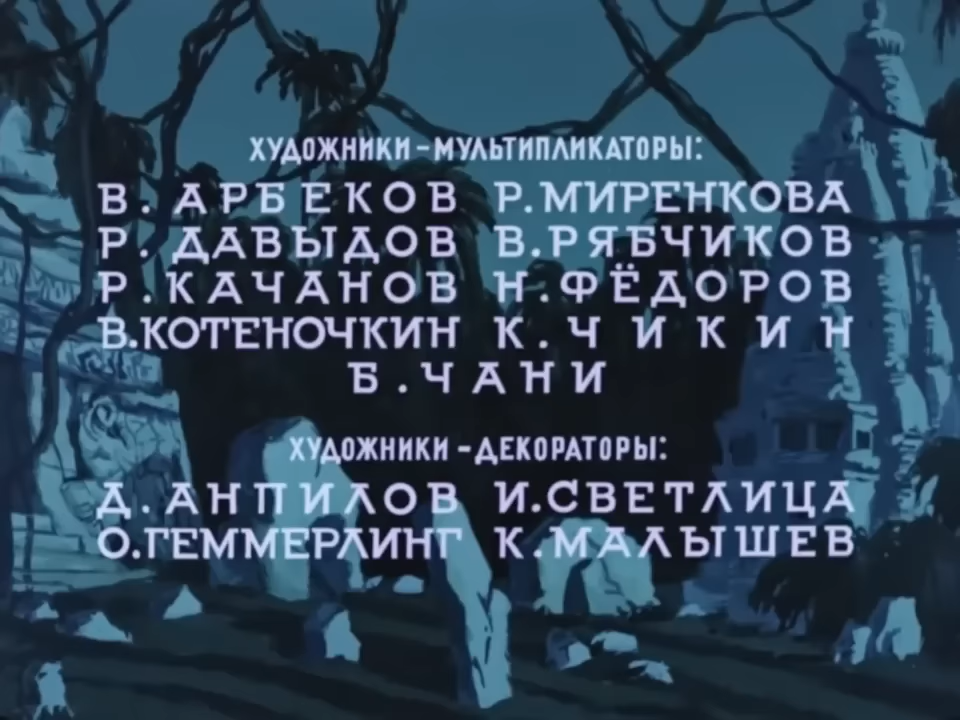 ХУДОЖНИКИ-МУЛЬТИПЛИКАТОРЫ:
В. АРБЕКОВ Р. МИРЕНКОВА
Р. ДАВЫДОВ В. РЯБЧИКОВ
Р. КАЧАНОВ Н. ФЁДОРОВ
В. КОТЕНОЧКИН К. ЧИКИН
Б. ЧАНИ
ХУДОЖНИКИ-ДЕКОРАТОРЫ:
Д. АНПИЛОВ И. СВЕТЛИЦА
О. ГЕММЕРЛИНГ К. МАЛЫШЕВ